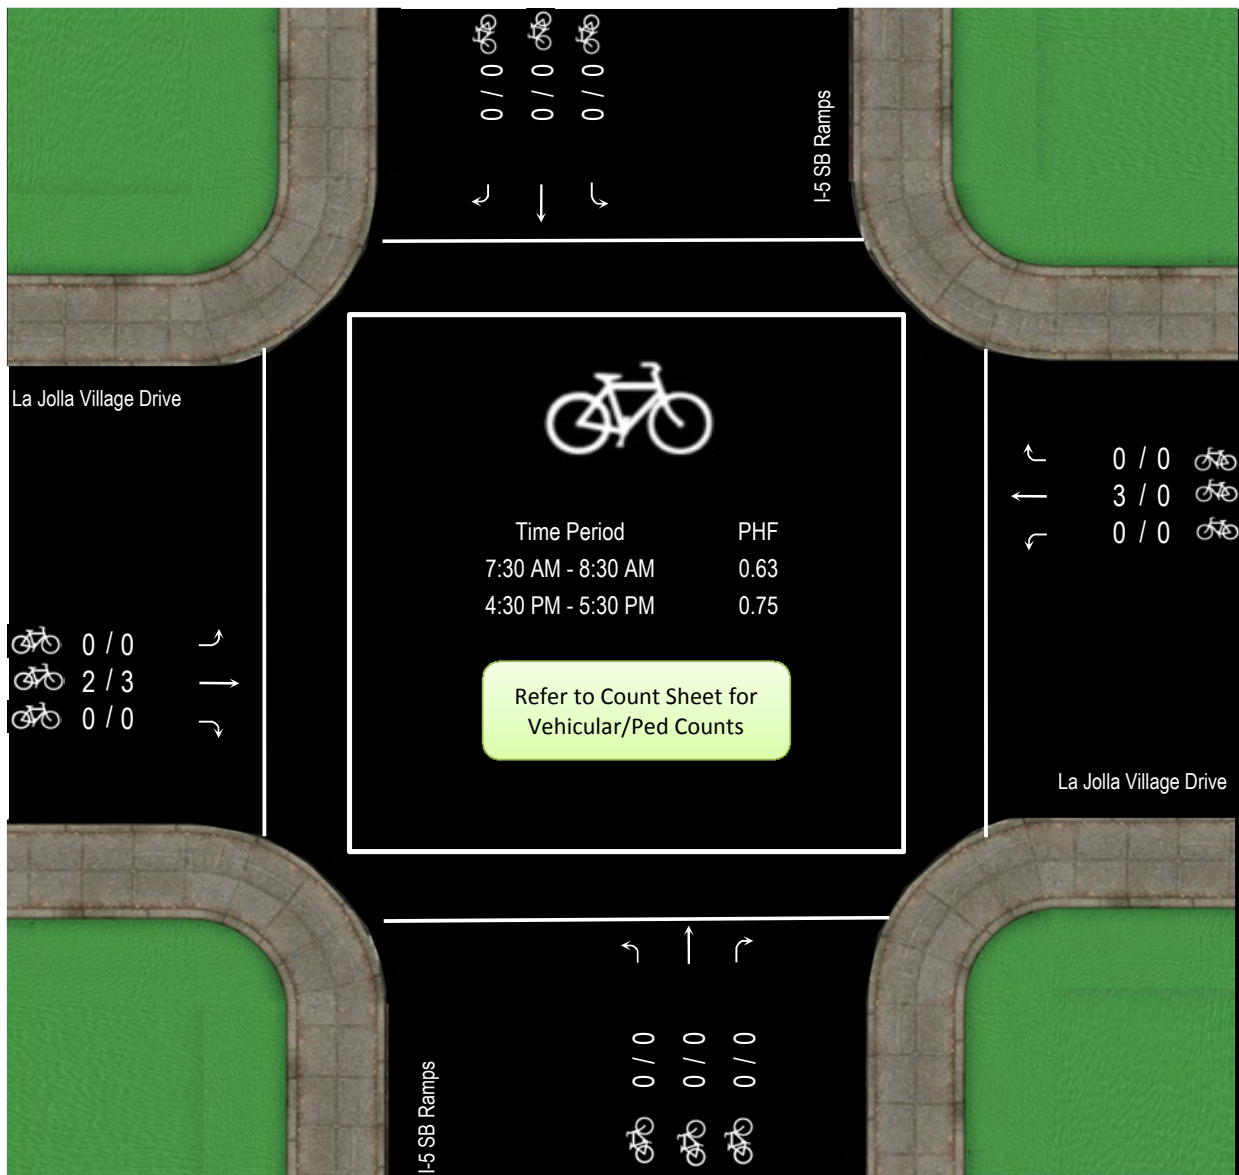 0 / 0
0 / 0
0 / 0
I-5 SB Ramps
La Jolla Village Drive
0 / 0
3 / 0
0 / 0
Time Period PHF
7:30 AM - 8:30 AM 0.63
4:30 PM - 5:30 PM 0.75
0 / 0
2 / 3
0 / 0
Refer to Count Sheet for
Vehicular/Ped Counts
La Jolla Village Drive
0 / 0
0 / 0
0 / 0
I-5 SB Ramps